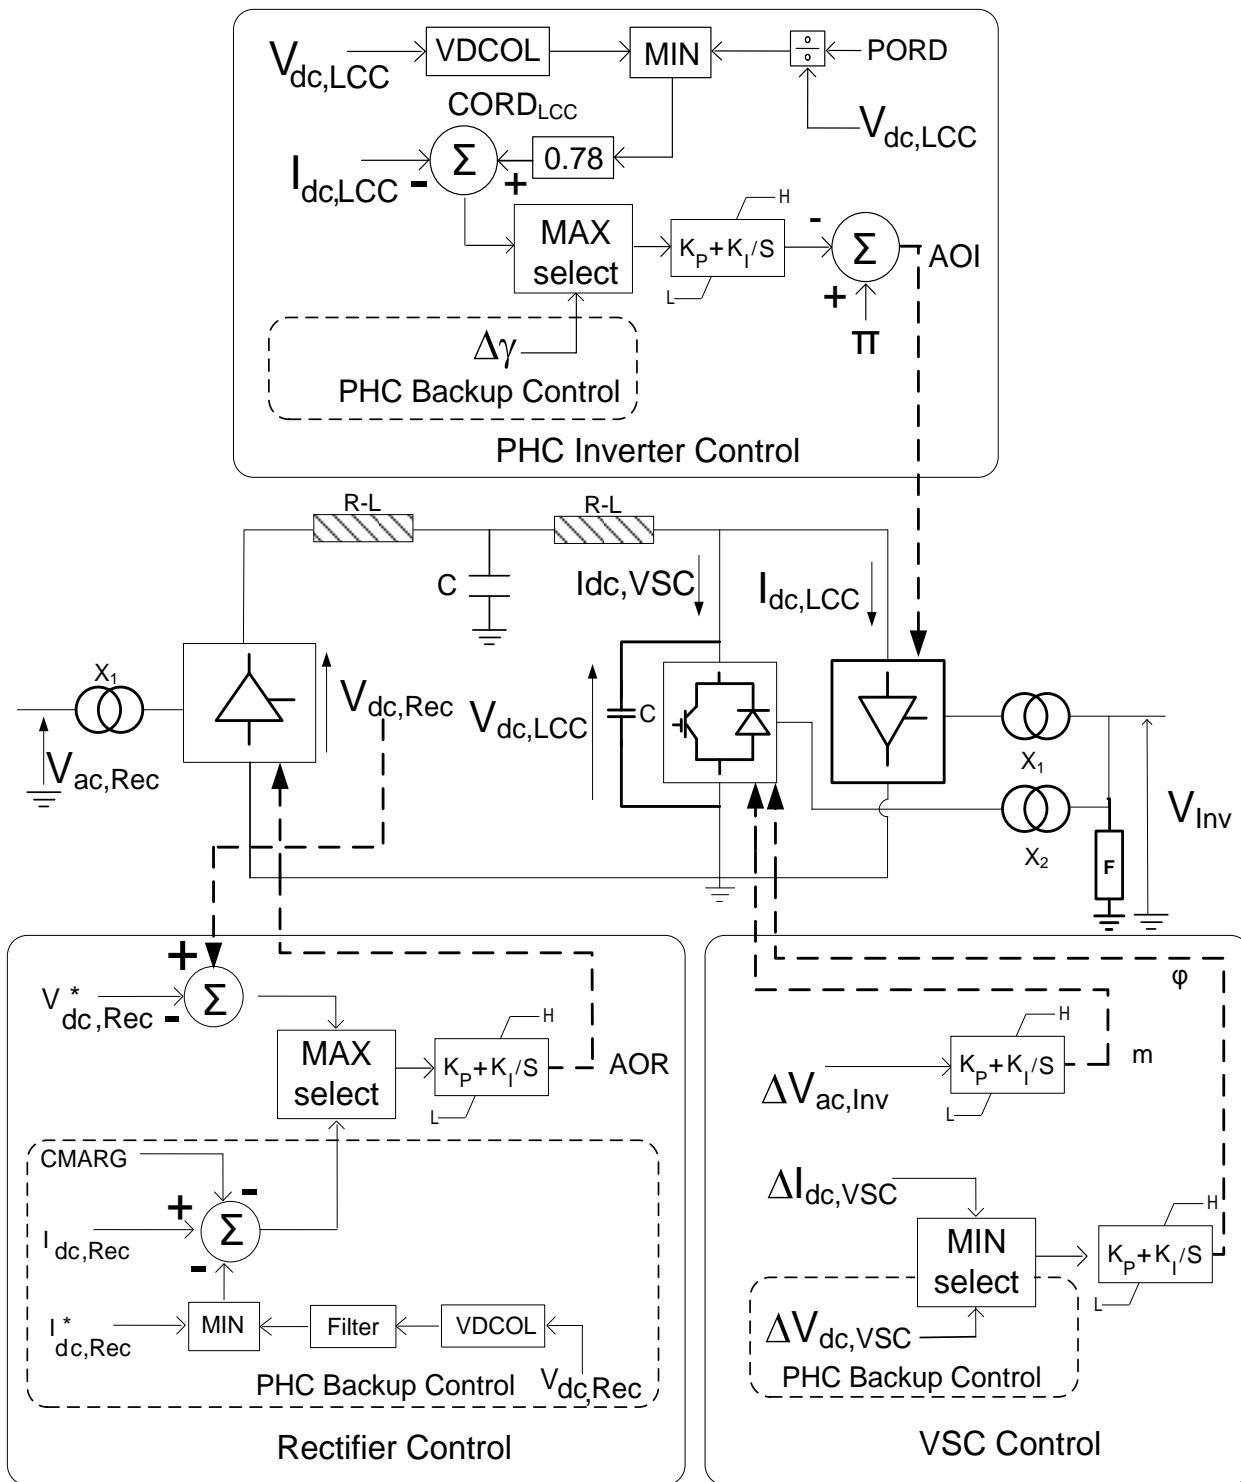 V_dc,LCC
VDCOL
MIN
÷
PORD
CORD_LCC
V_dc,LCC
I_dc,LCC
-
Σ
+
0.78
MAX
select
K_P+K_I/S
H
L
-
Σ
+
π
AOI
Δγ
PHC Backup Control
PHC Inverter Control
R-L
R-L
C
Idc,VSC
I_dc,LCC
X_1
V_dc,Rec
V_ac,Rec
V_dc,LCC
C
X_1
X_2
V_Inv
F
+
V*_dc,Rec
-
Σ
MAX
select
K_P+K_I/S
H
L
AOR
CMARG
-
+
Σ
-
I_dc,Rec
I*_dc,Rec
MIN
Filter
VDCOL
V_dc,Rec
PHC Backup Control
Rectifier Control
φ
m
ΔV_ac,Inv
K_P+K_I/S
H
L
ΔI_dc,VSC
MIN
select
K_P+K_I/S
H
L
ΔV_dc,VSC
PHC Backup Control
VSC Control